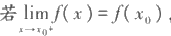 若 lim_{x→x₀⁺} f(x)=f(x₀),